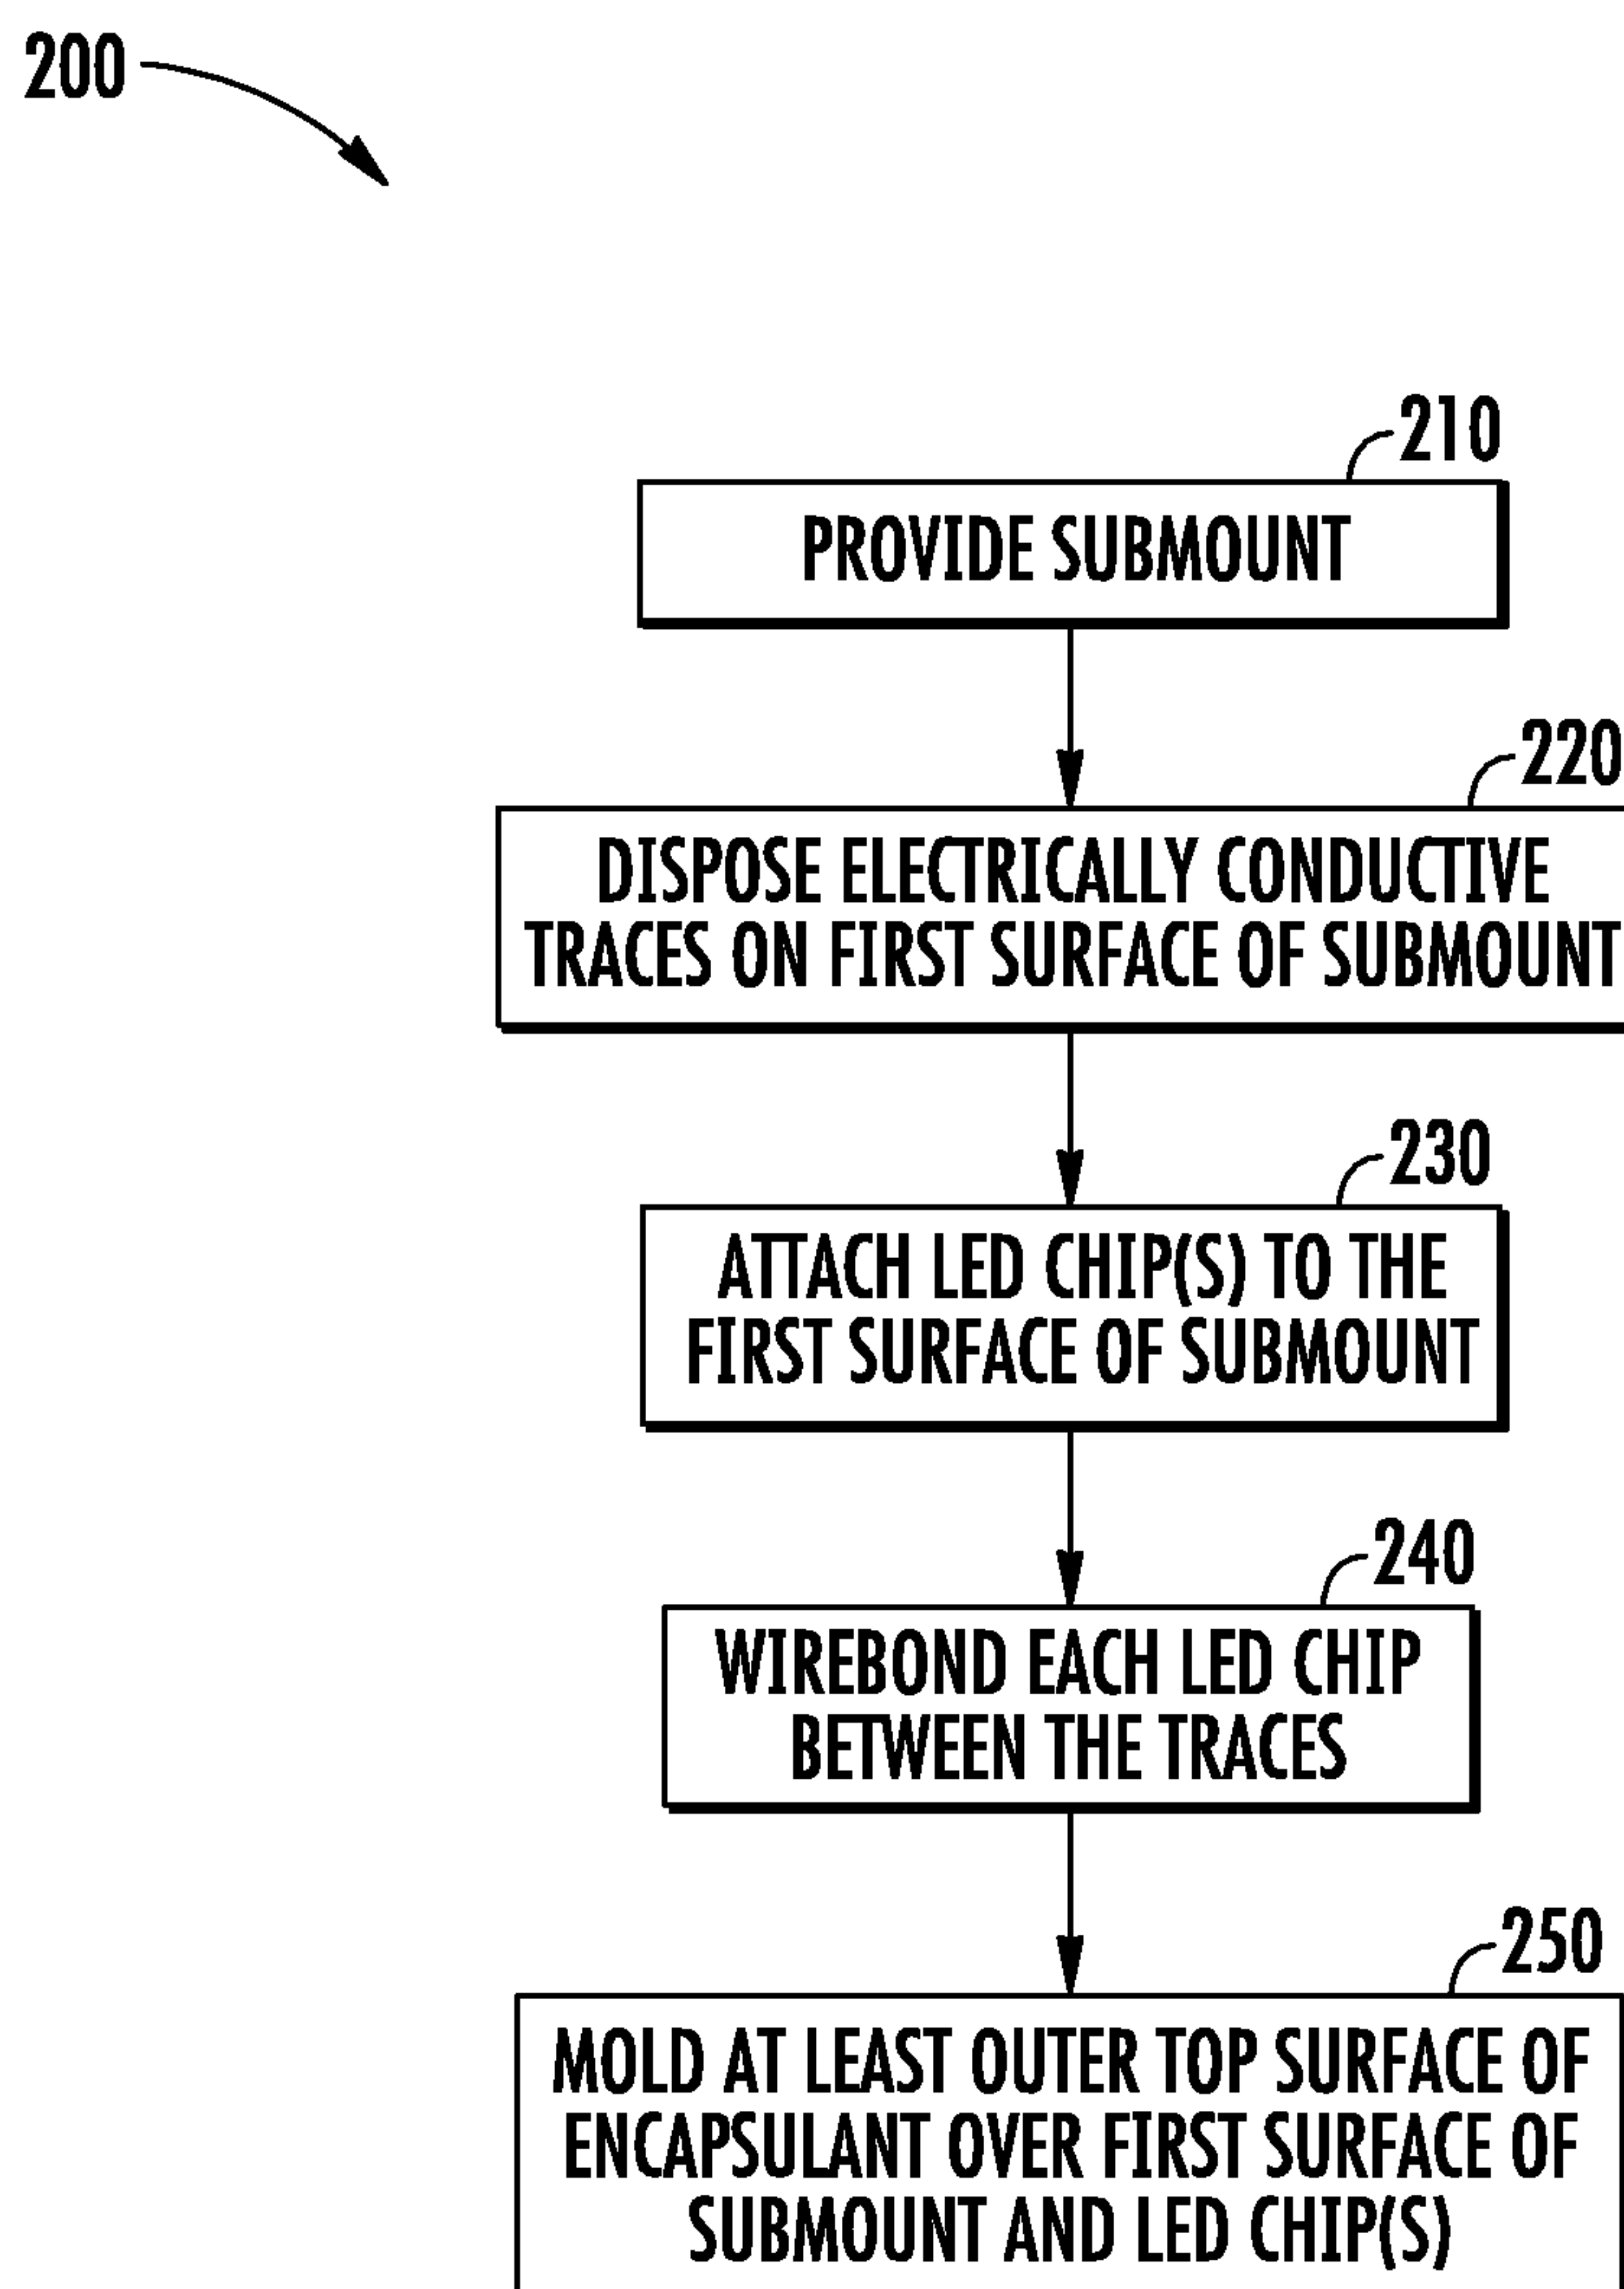 200
210
PROVIDE SUBMOUNT
220
DISPOSE ELECTRICALLY CONDUCTIVE
TRACES ON FIRST SURFACE OF SUBMOUNT
230
ATTACH LED CHIP(S) TO THE
FIRST SURFACE OF SUBMOUNT
240
WIREBOND EACH LED CHIP
BETWEEN THE TRACES
250
MOLD AT LEAST OUTER TOP SURFACE OF
ENCAPSULANT OVER FIRST SURFACE OF
SUBMOUNT AND LED CHIP(S)